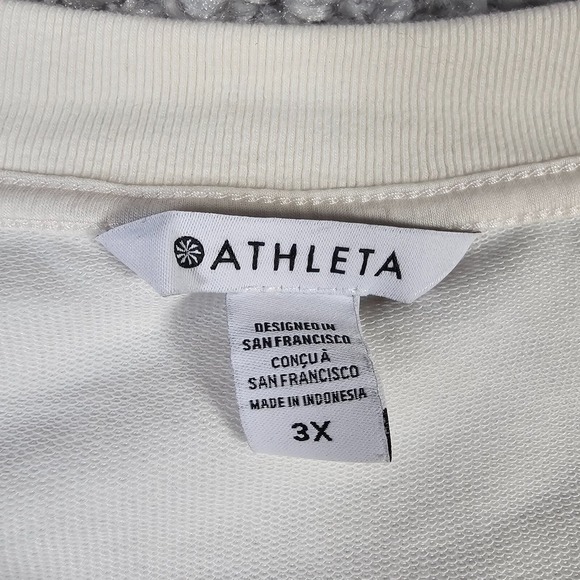 ATHLETA
DESIGNED IN
SAN FRANCISCO
CONÇU À
SAN FRANCISCO
MADE IN INDONESIA
3X